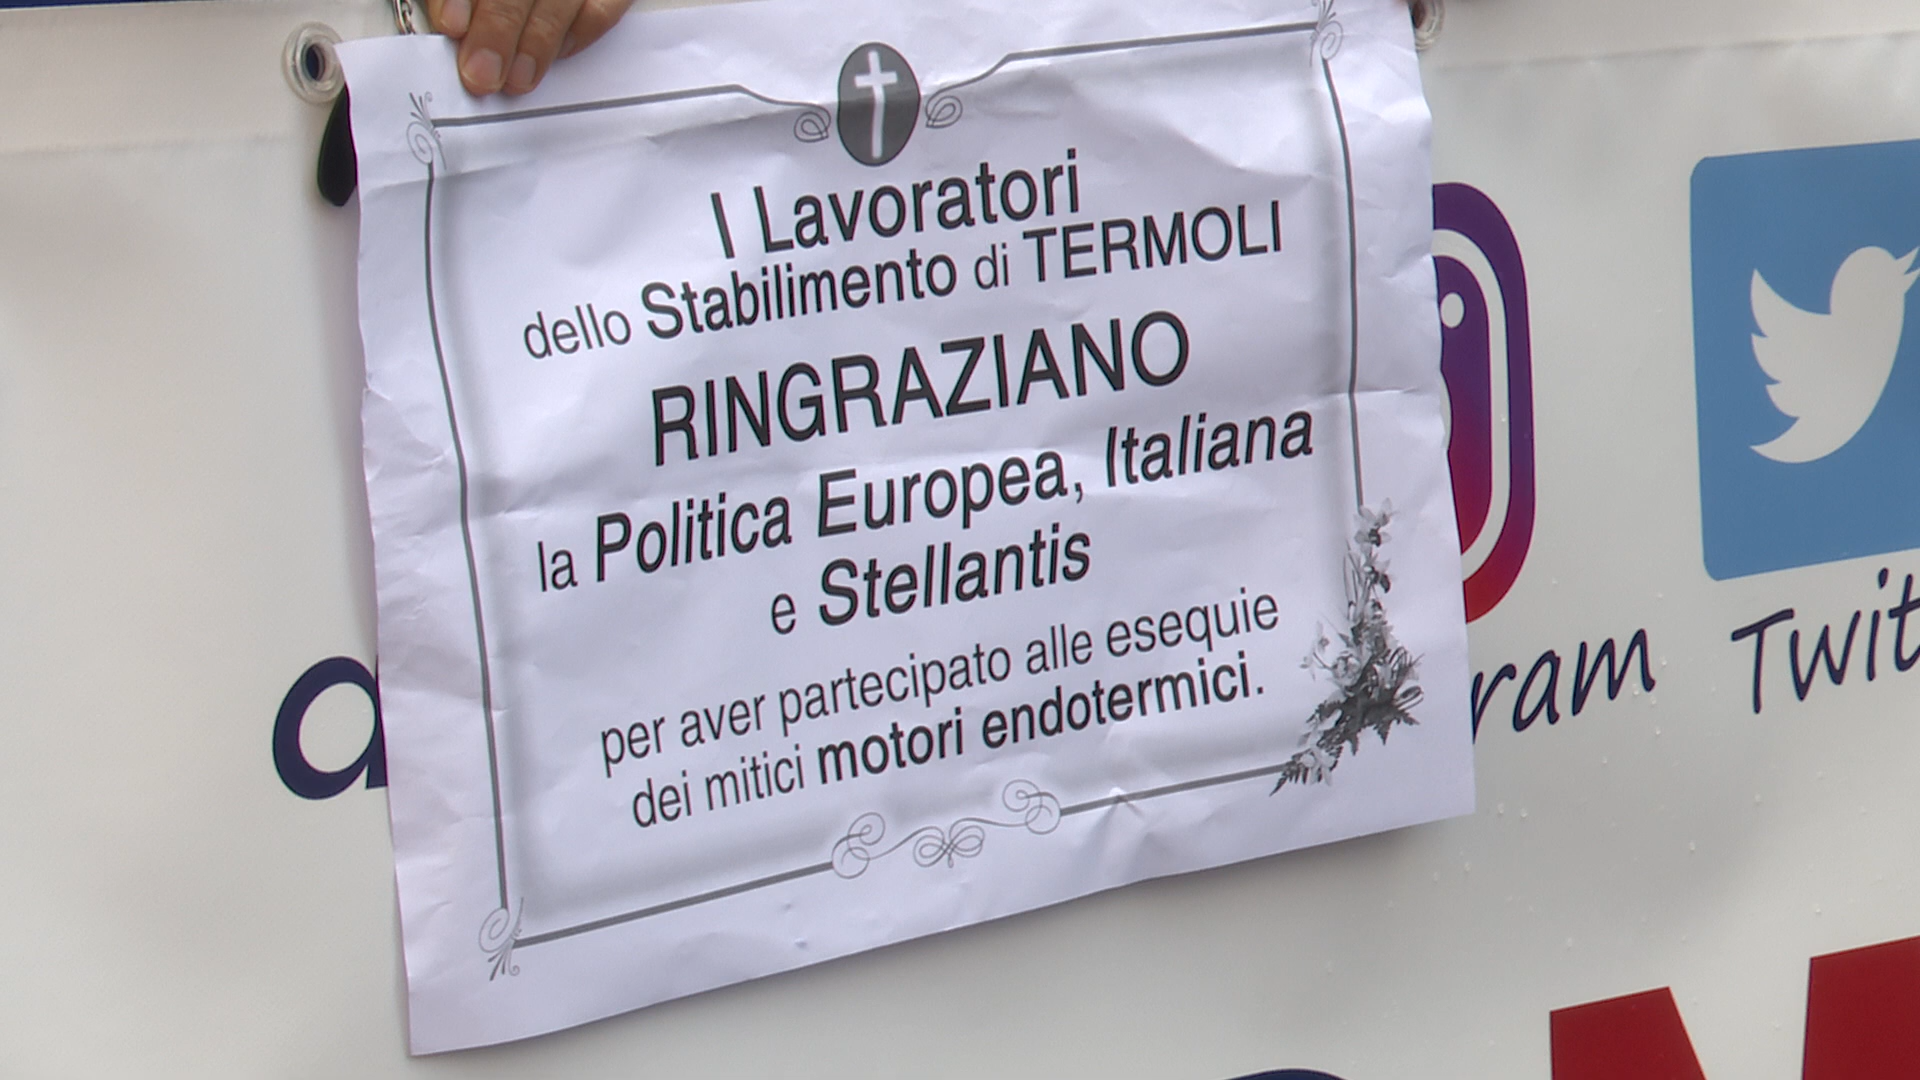 I Lavoratori
dello Stabilimento di TERMOLI
RINGRAZIANO
la Politica Europea, Italiana
e Stellantis
per aver partecipato alle esequie
dei mitici motori endotermici.
ram Twit